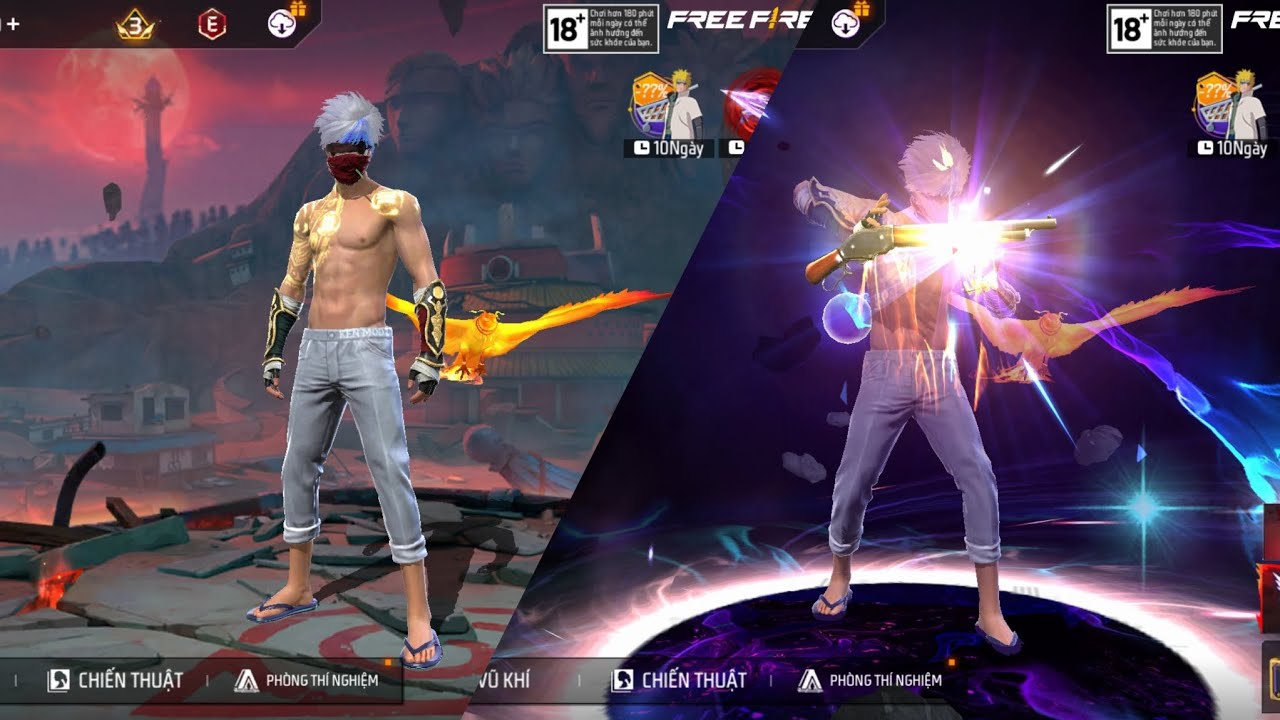 +
3
E
18+
Chơi hơn 180 phút
mỗi ngày có thể
ảnh hưởng đến
sức khỏe của bạn.
FREE FIRE
18+
Chơi hơn 180 phút
mỗi ngày có thể
ảnh hưởng đến
sức khỏe của bạn.
FREE
-??%
10Ngày
-??%
10Ngày
CHIẾN THUẬT
PHÒNG THÍ NGHIỆM
VŨ KHÍ
CHIẾN THUẬT
PHÒNG THÍ NGHIỆM